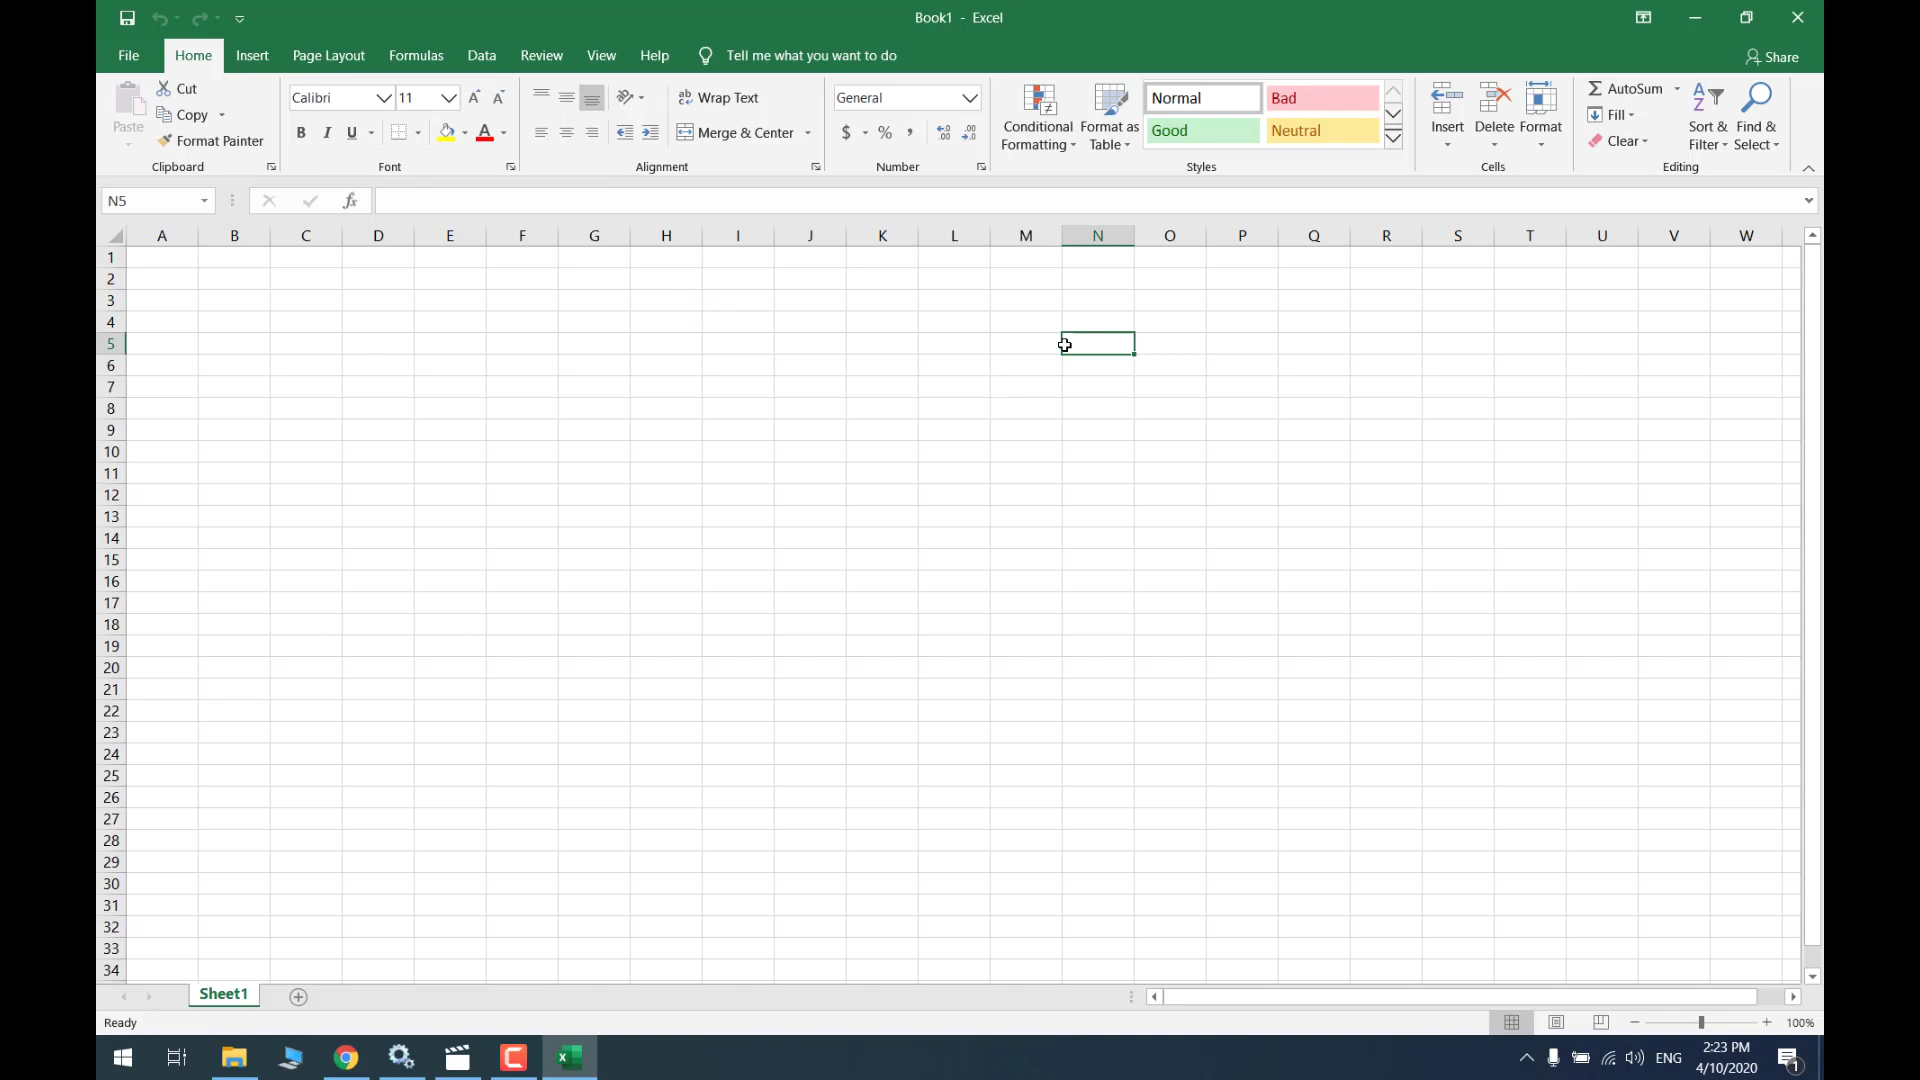 Book1 - Excel
File Home Insert Page Layout Formulas Data Review View Help Tell me what you want to do Share
Paste Cut Copy Format Painter Clipboard
Calibri 11 A A B I U A Font
ab Wrap Text Merge & Center Alignment
General $ % , .00 Number
Conditional Formatting Format as Table Normal Bad Good Neutral Styles
Insert Delete Format Cells
AutoSum Fill Clear Sort & Filter Find & Select Editing
N5 fx
A B C D E F G H I J K L M N O P Q R S T U V W
1
2
3
4
5
6
7
8
9
10
11
12
13
14
15
16
17
18
19
20
21
22
23
24
25
26
27
28
29
30
31
32
33
34
Sheet1
Ready 100%
ENG 2:23 PM
4/10/2020 1